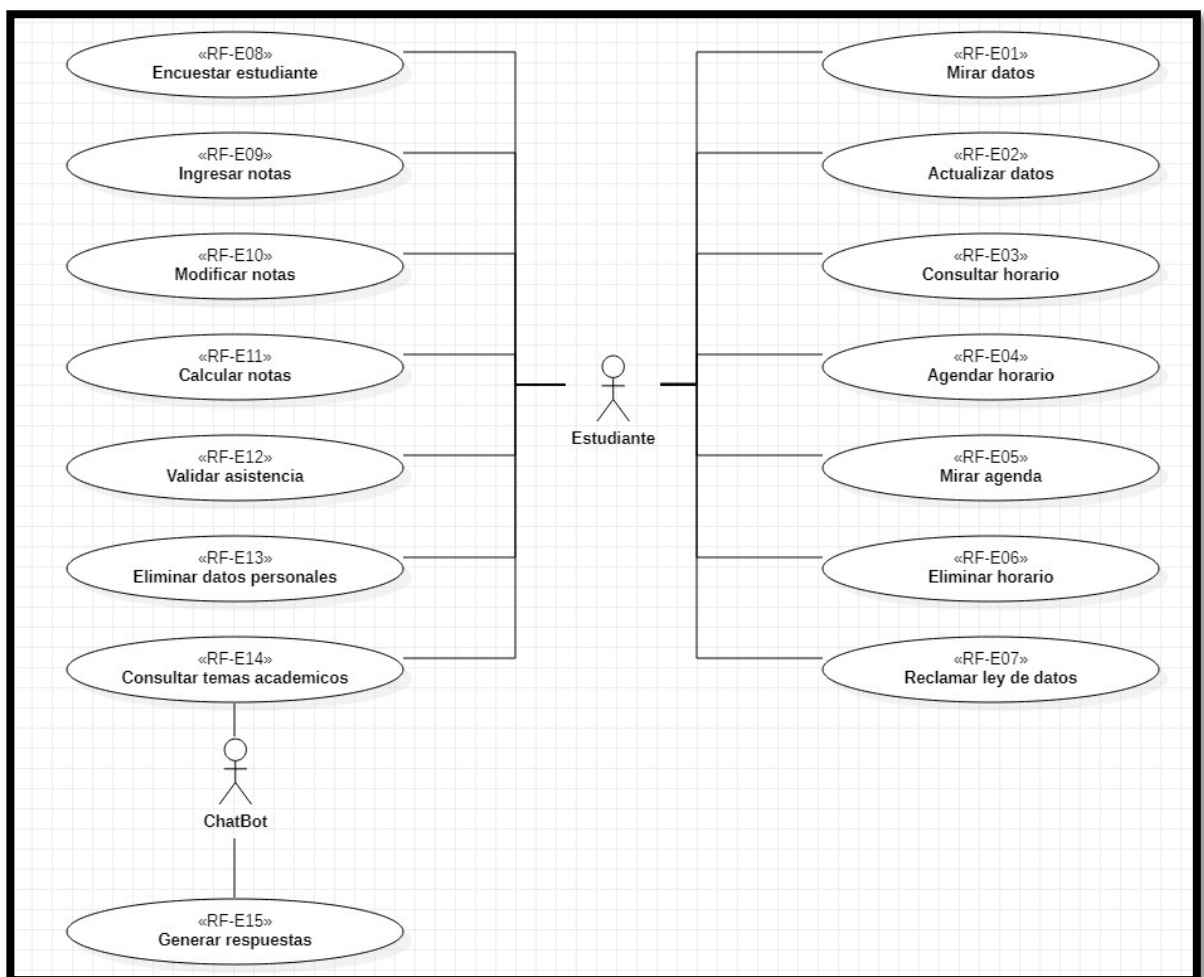 «RF-E08»
Encuestar estudiante
«RF-E09»
Ingresar notas
«RF-E10»
Modificar notas
«RF-E11»
Calcular notas
«RF-E12»
Validar asistencia
«RF-E13»
Eliminar datos personales
«RF-E14»
Consultar temas academicos
ChatBot
«RF-E15»
Generar respuestas
Estudiante
«RF-E01»
Mirar datos
«RF-E02»
Actualizar datos
«RF-E03»
Consultar horario
«RF-E04»
Agendar horario
«RF-E05»
Mirar agenda
«RF-E06»
Eliminar horario
«RF-E07»
Reclamar ley de datos